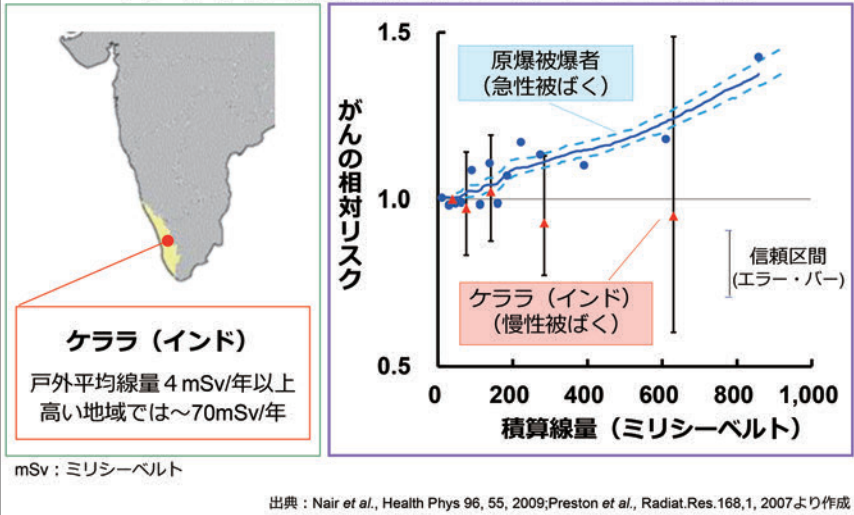 ケララ（インド）
戸外平均線量４mSv/年以上
高い地域では～70mSv/年
mSv：ミリシーベルト
がんの相対リスク
1.5
1.0
0.5
原爆被爆者
（急性被ばく）
ケララ（インド）
（慢性被ばく）
信頼区間
(エラー・バー)
0 200 400 600 800 1,000
積算線量（ミリシーベルト）
出典：Nair et al., Health Phys 96, 55, 2009;Preston et al., Radiat.Res.168,1, 2007より作成